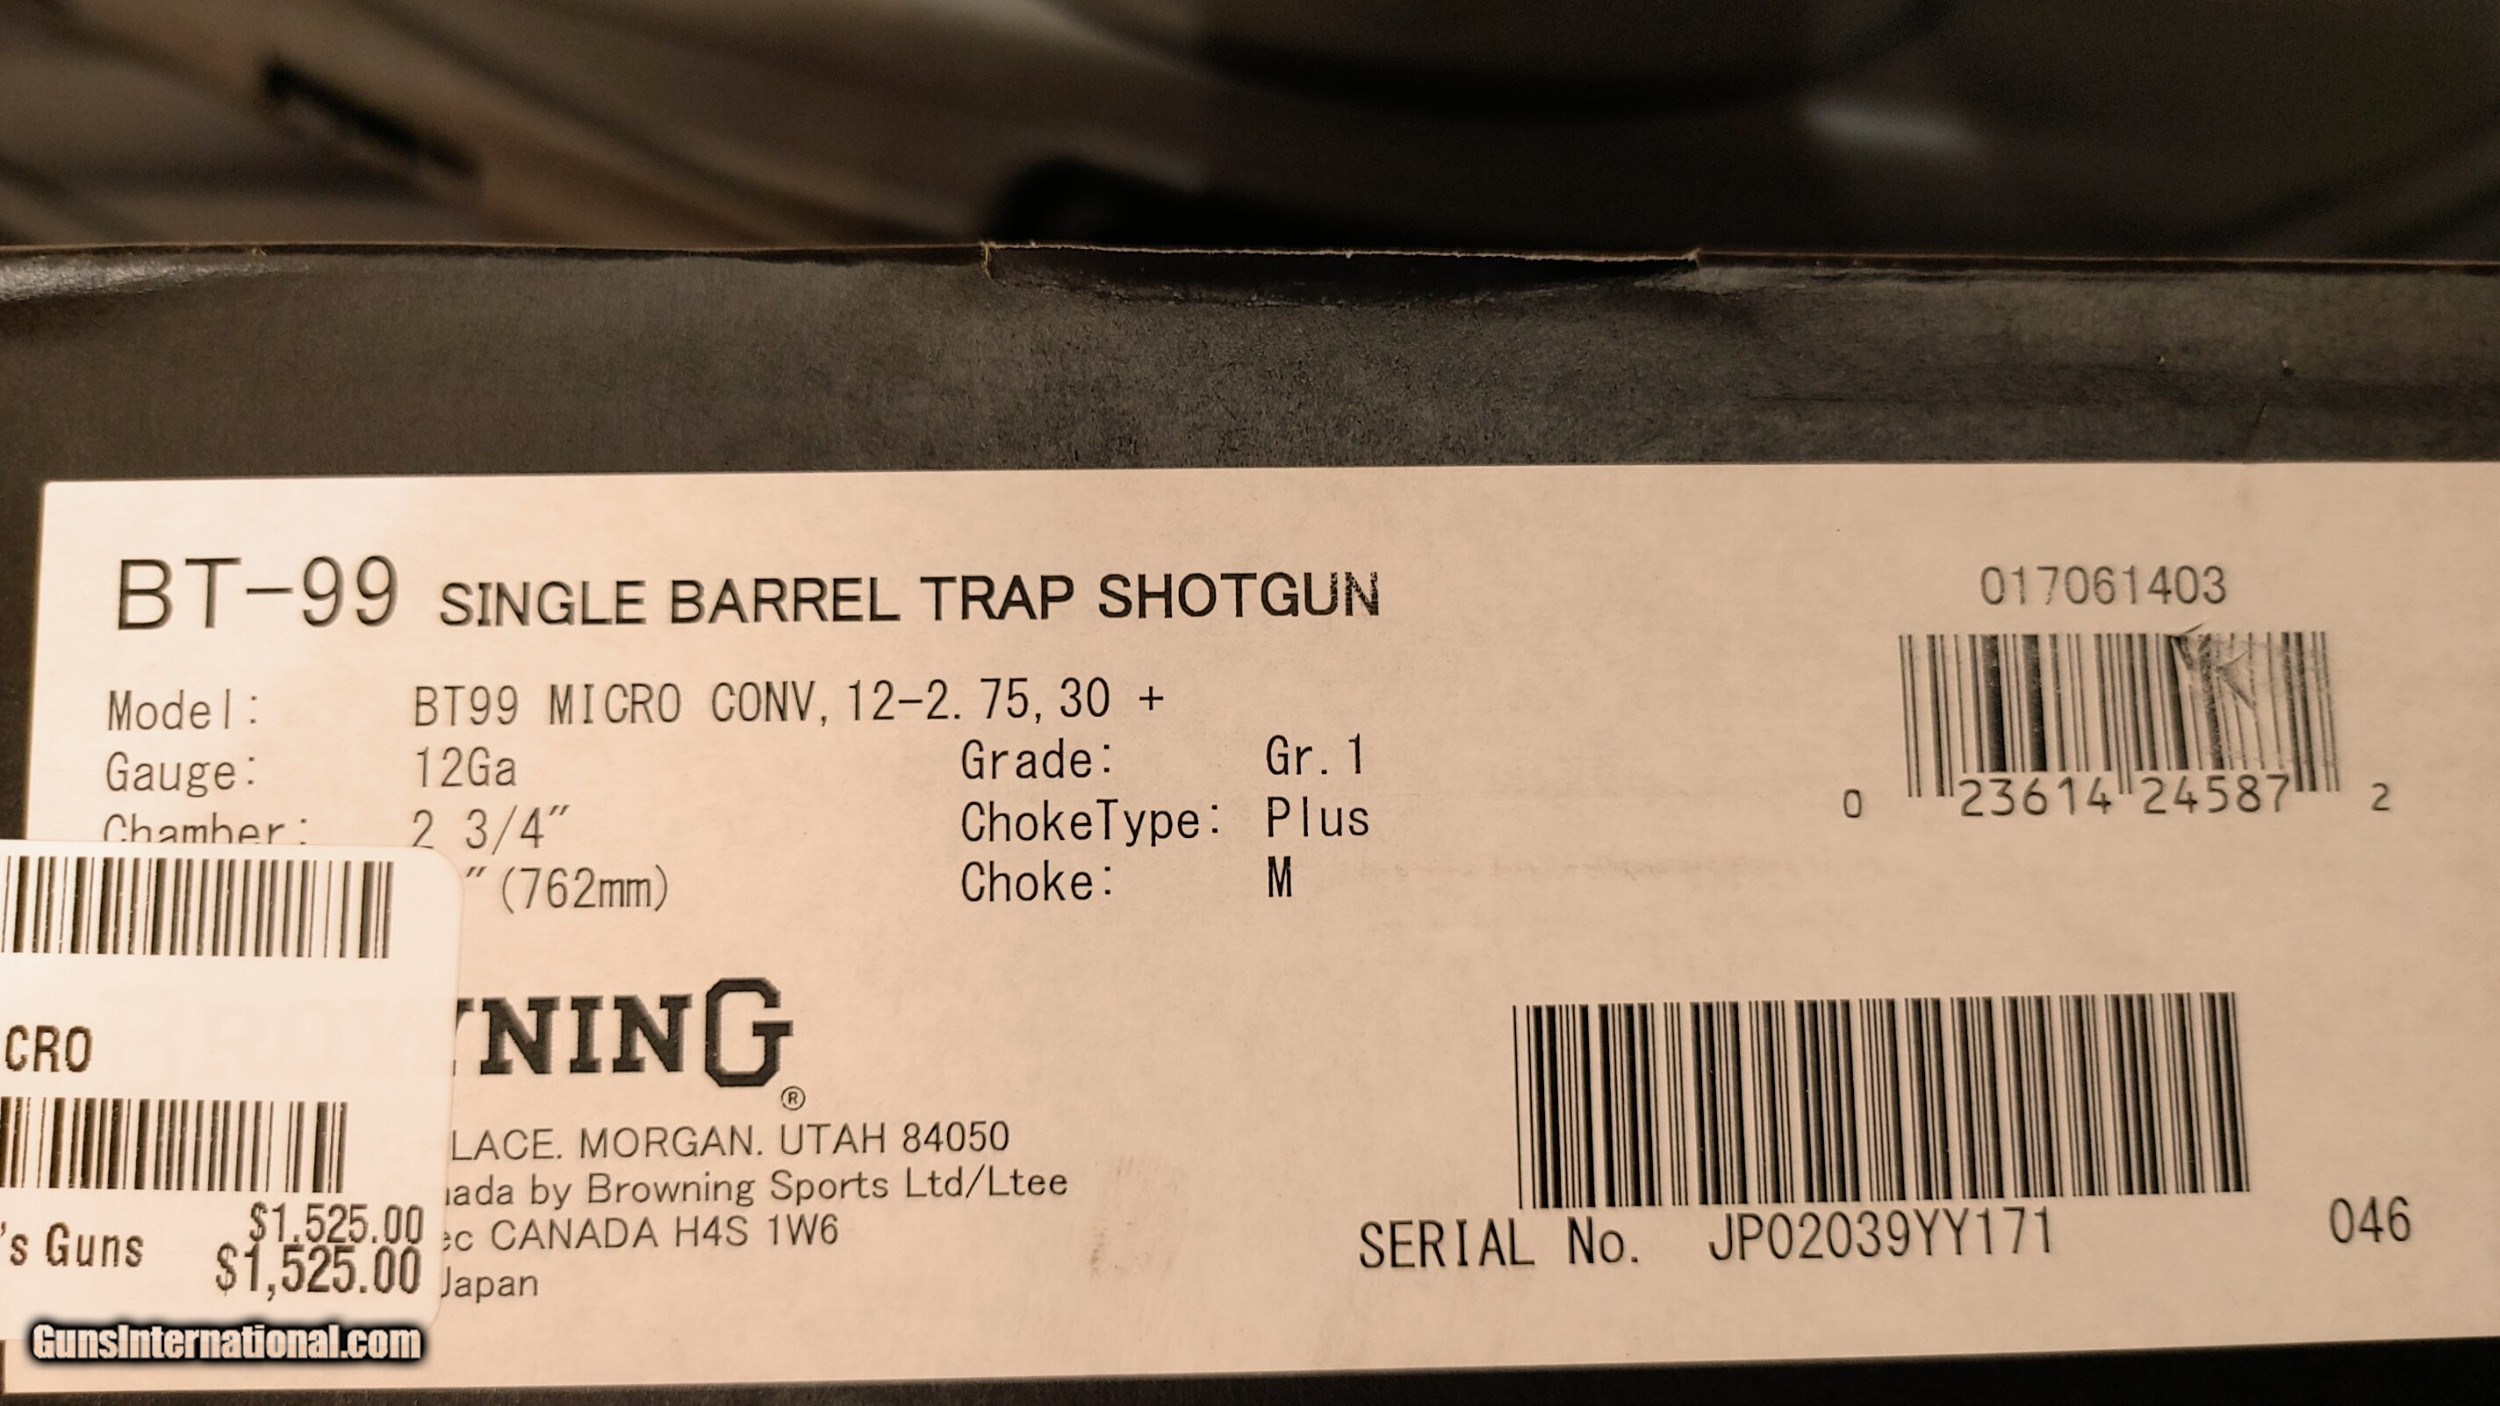 BT-99 SINGLE BARREL TRAP SHOTGUN
017061403
Model: BT99 MICRO CONV, 12-2. 75, 30 +
Gauge: 12Ga Grade: Gr. 1
Chamber: 2 3/4" ChokeType: Plus
" (762mm) Choke: M
0 23614 24587 2
NING®
CRO
LACE. MORGAN. UTAH 84050
ada by Browning Sports Ltd/Ltee
ec CANADA H4S 1W6
Japan
's Guns $1.525.00
$1,525.00
SERIAL No. JP02039YY171
046
GunsInternational.com